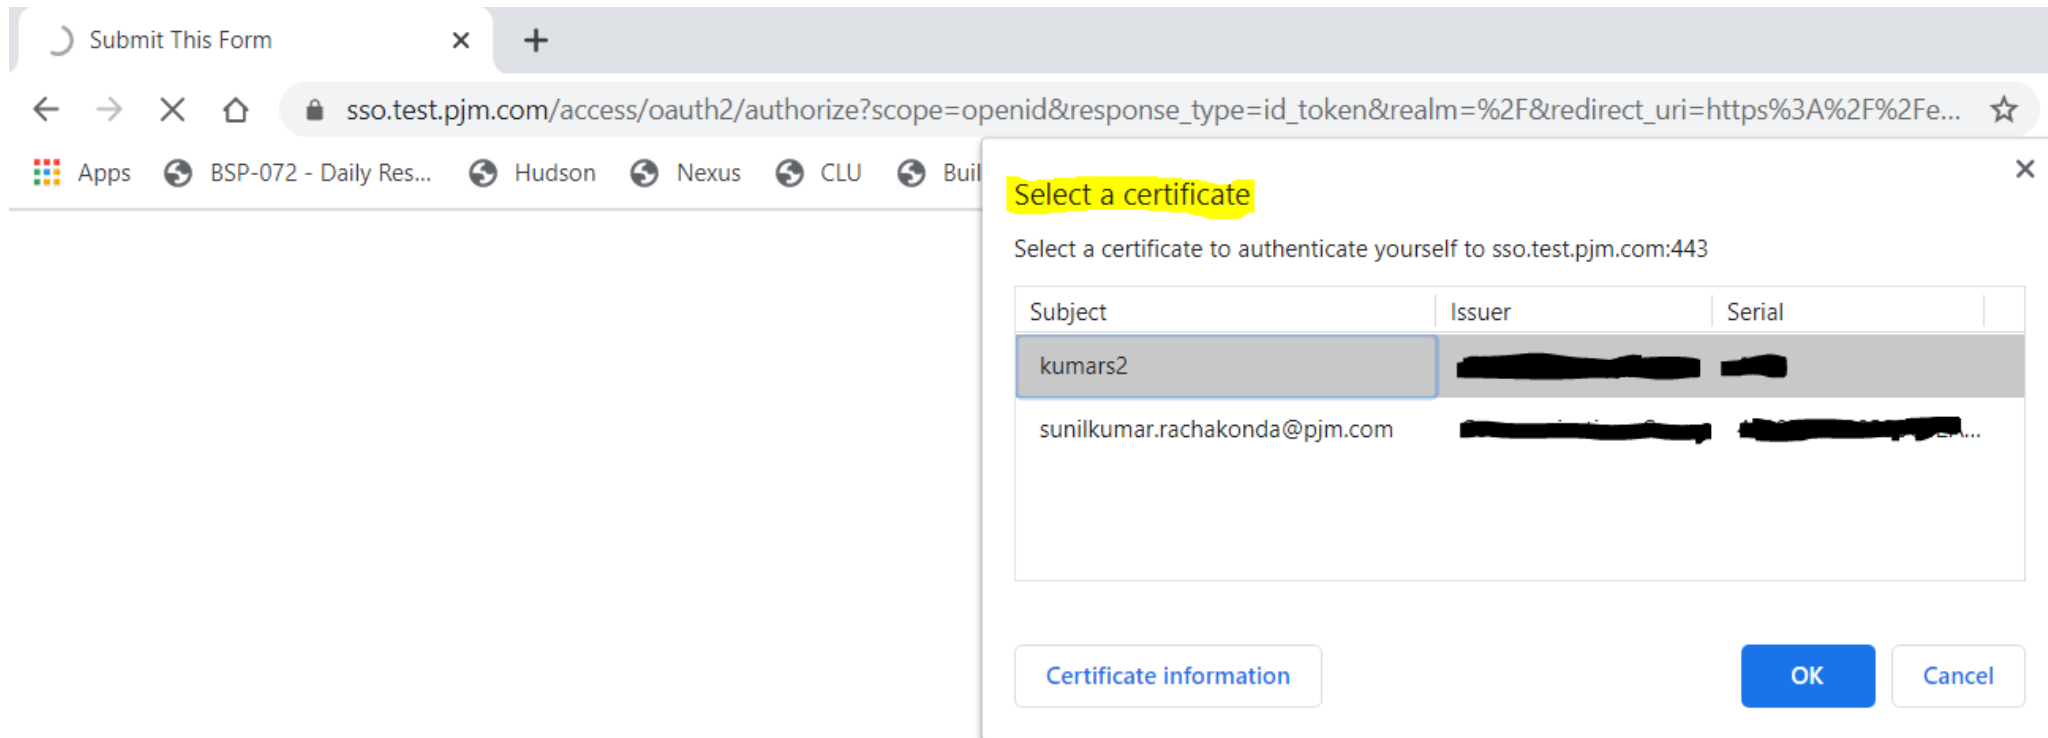 Submit This Form
sso.test.pjm.com/access/oauth2/authorize?scope=openid&response_type=id_token&realm=%2F&redirect_uri=https%3A%2F%2Fe...
Apps BSP-072 - Daily Res... Hudson Nexus CLU Buil
Select a certificate
Select a certificate to authenticate yourself to sso.test.pjm.com:443
Subject Issuer Serial
kumars2
sunilkumar.rachakonda@pjm.com
Certificate information OK Cancel